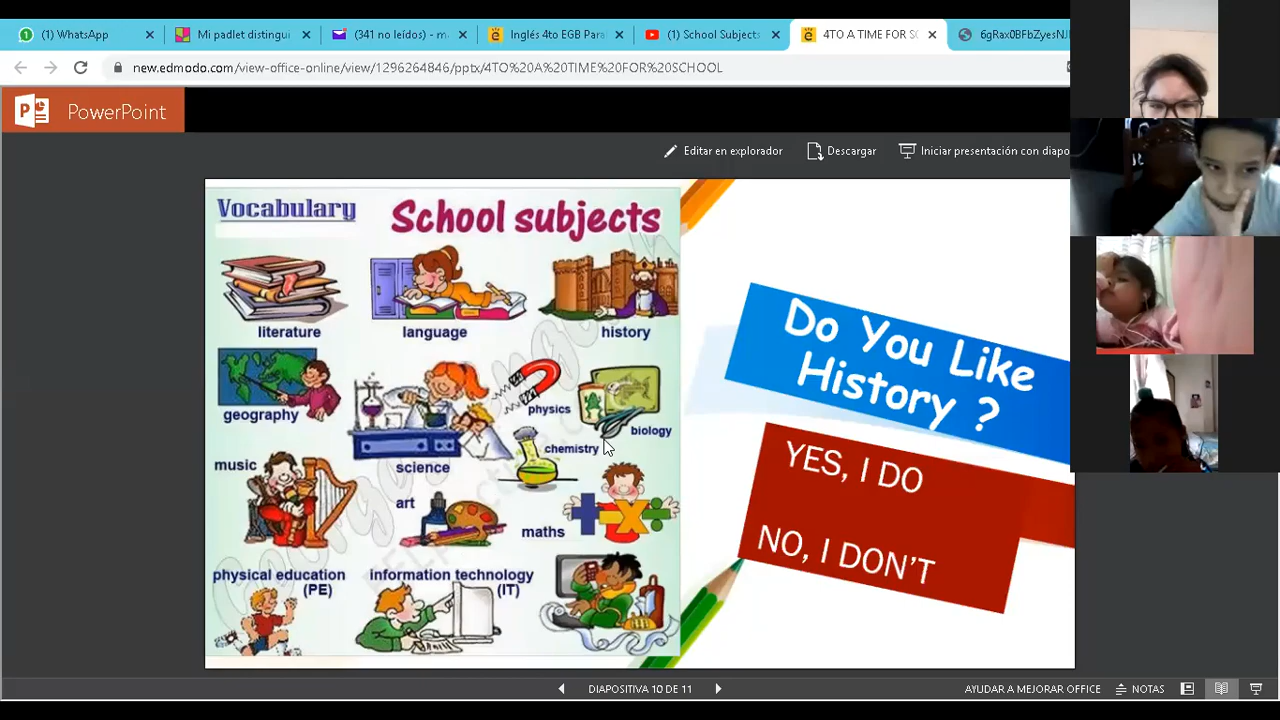 (1) WhatsApp
Mi padlet distingui
(341 no leídos) - m
Inglés 4to EGB Para
(1) School Subjects
4TO A TIME FOR SC
6gRax0BFbZyesNJ
new.edmodo.com/view-office-online/view/1296264846/pptx/4TO%20A%20TIME%20FOR%20SCHOOL
PowerPoint
Editar en explorador
Descargar
Iniciar presentación con diapo
Vocabulary
School subjects
literature
language
history
geography
physics
biology
chemistry
science
music
art
maths
physical education
(PE)
information technology
(IT)
Do You Like
History ?
YES, I DO
NO, I DON'T
DIAPOSITIVA 10 DE 11
AYUDAR A MEJORAR OFFICE
NOTAS